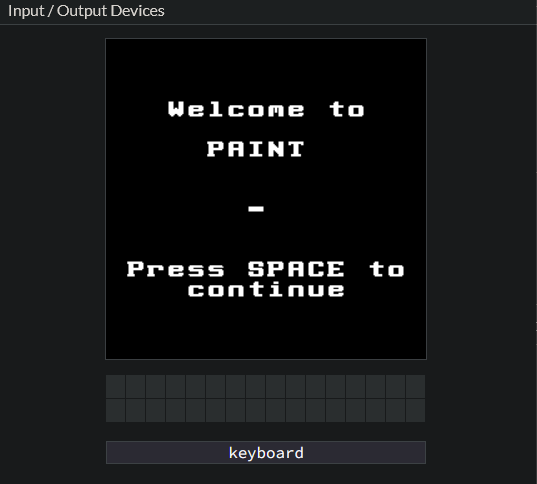 Input / Output Devices
Welcome to
PAINT
-
Press SPACE to
continue
keyboard